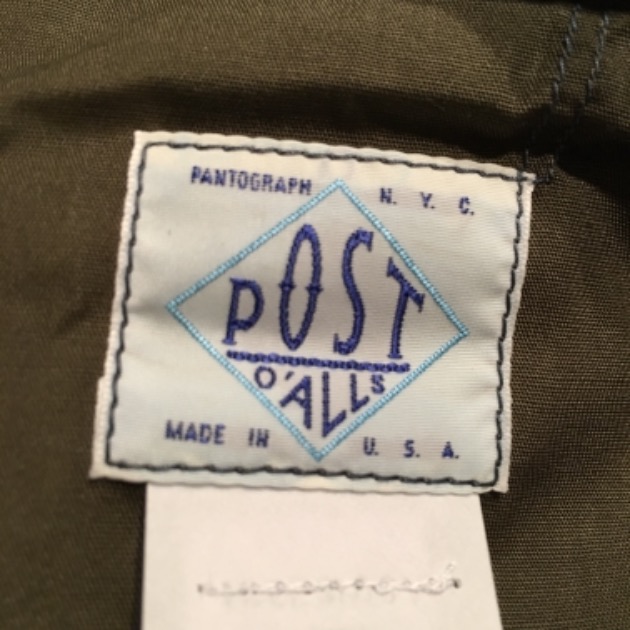 PANTOGRAPH N. Y. C.
POST
O'ALLS
MADE IN U. S. A.